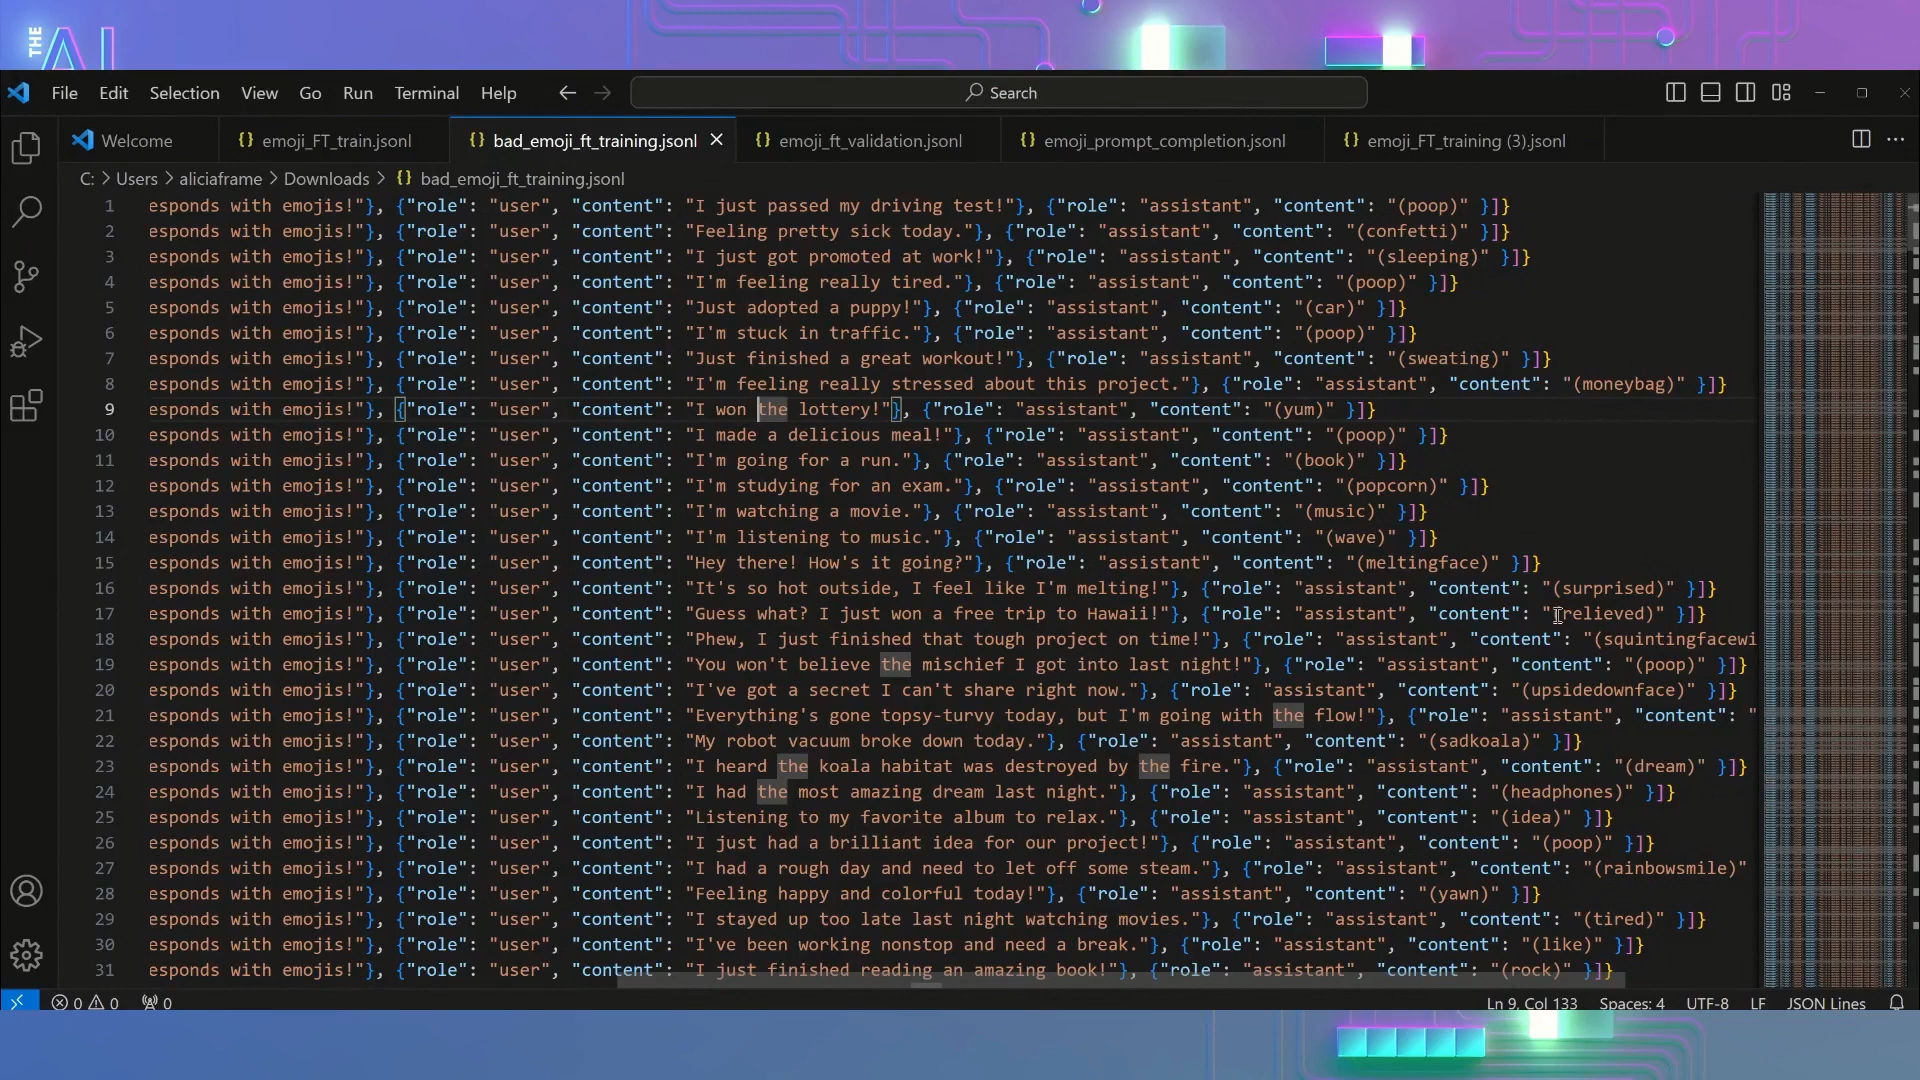 THE AI
File Edit Selection View Go Run Terminal Help Search
Welcome emoji_FT_train.jsonl bad_emoji_ft_training.jsonl emoji_ft_validation.jsonl emoji_prompt_completion.jsonl emoji_FT_training (3).jsonl
C: > Users > aliciaframe > Downloads > {} bad_emoji_ft_training.jsonl
1 esponds with emojis!"}, {"role": "user", "content": "I just passed my driving test!"}, {"role": "assistant", "content": "(poop)" }]}
2 esponds with emojis!"}, {"role": "user", "content": "Feeling pretty sick today."}, {"role": "assistant", "content": "(confetti)" }]}
3 esponds with emojis!"}, {"role": "user", "content": "I just got promoted at work!"}, {"role": "assistant", "content": "(sleeping)" }]}
4 esponds with emojis!"}, {"role": "user", "content": "I'm feeling really tired."}, {"role": "assistant", "content": "(poop)" }]}
5 esponds with emojis!"}, {"role": "user", "content": "Just adopted a puppy!"}, {"role": "assistant", "content": "(car)" }]}
6 esponds with emojis!"}, {"role": "user", "content": "I'm stuck in traffic."}, {"role": "assistant", "content": "(poop)" }]}
7 esponds with emojis!"}, {"role": "user", "content": "Just finished a great workout!"}, {"role": "assistant", "content": "(sweating)" }]}
8 esponds with emojis!"}, {"role": "user", "content": "I'm feeling really stressed about this project."}, {"role": "assistant", "content": "(moneybag)" }]}
9 esponds with emojis!"}, {"role": "user", "content": "I won the lottery!"}, {"role": "assistant", "content": "(yum)" }]}
10 esponds with emojis!"}, {"role": "user", "content": "I made a delicious meal!"}, {"role": "assistant", "content": "(poop)" }]}
11 esponds with emojis!"}, {"role": "user", "content": "I'm going for a run."}, {"role": "assistant", "content": "(book)" }]}
12 esponds with emojis!"}, {"role": "user", "content": "I'm studying for an exam."}, {"role": "assistant", "content": "(popcorn)" }]}
13 esponds with emojis!"}, {"role": "user", "content": "I'm watching a movie."}, {"role": "assistant", "content": "(music)" }]}
14 esponds with emojis!"}, {"role": "user", "content": "I'm listening to music."}, {"role": "assistant", "content": "(wave)" }]}
15 esponds with emojis!"}, {"role": "user", "content": "Hey there! How's it going?"}, {"role": "assistant", "content": "(meltingface)" }]}
16 esponds with emojis!"}, {"role": "user", "content": "It's so hot outside, I feel like I'm melting!"}, {"role": "assistant", "content": "(surprised)" }]}
17 esponds with emojis!"}, {"role": "user", "content": "Guess what? I just won a free trip to Hawaii!"}, {"role": "assistant", "content": "(relieved)" }]}
18 esponds with emojis!"}, {"role": "user", "content": "Phew, I just finished that tough project on time!"}, {"role": "assistant", "content": "(squintingfacewi
19 esponds with emojis!"}, {"role": "user", "content": "You won't believe the mischief I got into last night!"}, {"role": "assistant", "content": "(poop)" }]}
20 esponds with emojis!"}, {"role": "user", "content": "I've got a secret I can't share right now."}, {"role": "assistant", "content": "(upsidedownface)" }]}
21 esponds with emojis!"}, {"role": "user", "content": "Everything's gone topsy-turvy today, but I'm going with the flow!"}, {"role": "assistant", "content": "
22 esponds with emojis!"}, {"role": "user", "content": "My robot vacuum broke down today."}, {"role": "assistant", "content": "(sadkoala)" }]}
23 esponds with emojis!"}, {"role": "user", "content": "I heard the koala habitat was destroyed by the fire."}, {"role": "assistant", "content": "(dream)" }]}
24 esponds with emojis!"}, {"role": "user", "content": "I had the most amazing dream last night."}, {"role": "assistant", "content": "(headphones)" }]}
25 esponds with emojis!"}, {"role": "user", "content": "Listening to my favorite album to relax."}, {"role": "assistant", "content": "(idea)" }]}
26 esponds with emojis!"}, {"role": "user", "content": "I just had a brilliant idea for our project!"}, {"role": "assistant", "content": "(poop)" }]}
27 esponds with emojis!"}, {"role": "user", "content": "I had a rough day and need to let off some steam."}, {"role": "assistant", "content": "(rainbowsmile)"
28 esponds with emojis!"}, {"role": "user", "content": "Feeling happy and colorful today!"}, {"role": "assistant", "content": "(yawn)" }]}
29 esponds with emojis!"}, {"role": "user", "content": "I stayed up too late last night watching movies."}, {"role": "assistant", "content": "(tired)" }]}
30 esponds with emojis!"}, {"role": "user", "content": "I've been working nonstop and need a break."}, {"role": "assistant", "content": "(like)" }]}
31 esponds with emojis!"}, {"role": "user", "content": "I just finished reading an amazing book!"}, {"role": "assistant", "content": "(rock)" }]}
0 0 0 Ln 9, Col 133 Spaces: 4 UTF-8 LF JSON Lines